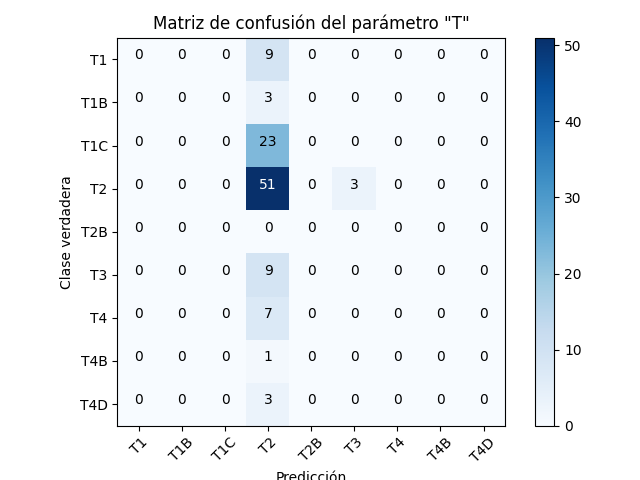 Matriz de confusión del parámetro "T"
Clase verdadera
T1 0 0 0 9 0 0 0 0 0
T1B 0 0 0 3 0 0 0 0 0
T1C 0 0 0 23 0 0 0 0 0
T2 0 0 0 51 0 3 0 0 0
T2B 0 0 0 0 0 0 0 0 0
T3 0 0 0 9 0 0 0 0 0
T4 0 0 0 7 0 0 0 0 0
T4B 0 0 0 1 0 0 0 0 0
T4D 0 0 0 3 0 0 0 0 0
T1 T1B T1C T2 T2B T3 T4 T4B T4D
Predicción
50
40
30
20
10
0